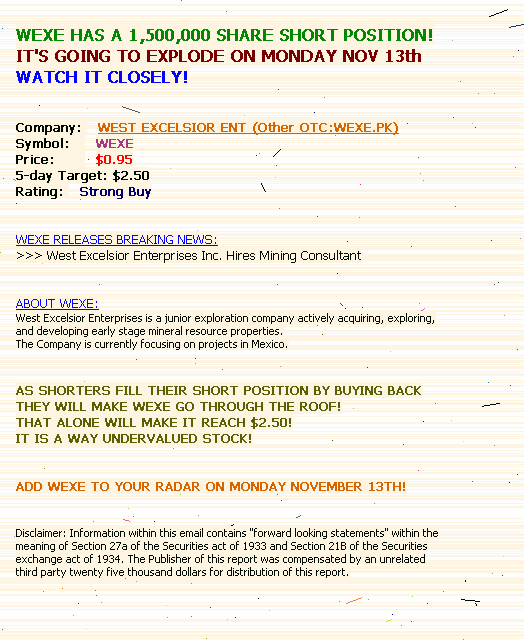 WEXE HAS A 1,500,000 SHARE SHORT POSITION!
IT'S GOING TO EXPLODE ON MONDAY NOV 13th
WATCH IT CLOSELY!
Company: WEST EXCELSIOR ENT (Other OTC:WEXE.PK)
Symbol: WEXE
Price: $0.95
5-day Target: $2.50
Rating: Strong Buy
WEXE RELEASES BREAKING NEWS:
>>> West Excelsior Enterprises Inc. Hires Mining Consultant
ABOUT WEXE:
West Excelsior Enterprises is a junior exploration company actively acquiring, exploring,
and developing early stage mineral resource properties.
The Company is currently focusing on projects in Mexico.
AS SHORTERS FILL THEIR SHORT POSITION BY BUYING BACK
THEY WILL MAKE WEXE GO THROUGH THE ROOF!
THAT ALONE WILL MAKE IT REACH $2.50!
IT IS A WAY UNDERVALUED STOCK!
ADD WEXE TO YOUR RADAR ON MONDAY NOVEMBER 13TH!
Disclaimer: Information within this email contains "forward looking statements" within the
meaning of Section 27a of the Securities act of 1933 and Section 21B of the Securities
exchange act of 1934. The Publisher of this report was compensated by an unrelated
third party twenty five thousand dollars for distribution of this report.